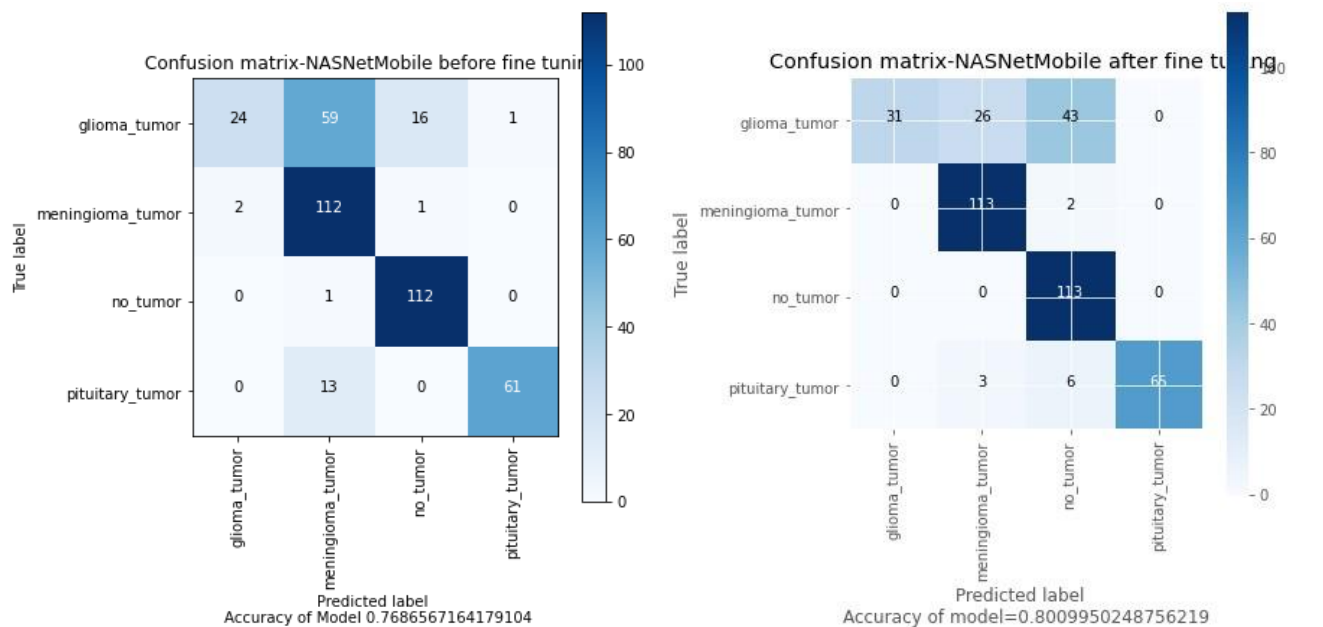 Confusion matrix-NASNetMobile before fine tunin
100
80
60
40
20
0
True label
glioma_tumor 24 59 16 1
meningioma_tumor 2 112 1 0
no_tumor 0 1 112 0
pituitary_tumor 0 13 0 61
glioma_tumor
meningioma_tumor
no_tumor
pituitary_tumor
Predicted label
Accuracy of Model 0.7686567164179104
Confusion matrix-NASNetMobile after fine tuning
100
80
60
40
20
0
True label
glioma_tumor 31 26 43 0
meningioma_tumor 0 113 2 0
no_tumor 0 0 113 0
pituitary_tumor 0 3 6 65
glioma_tumor
meningioma_tumor
no_tumor
pituitary_tumor
Predicted label
Accuracy of model=0.8009950248756219